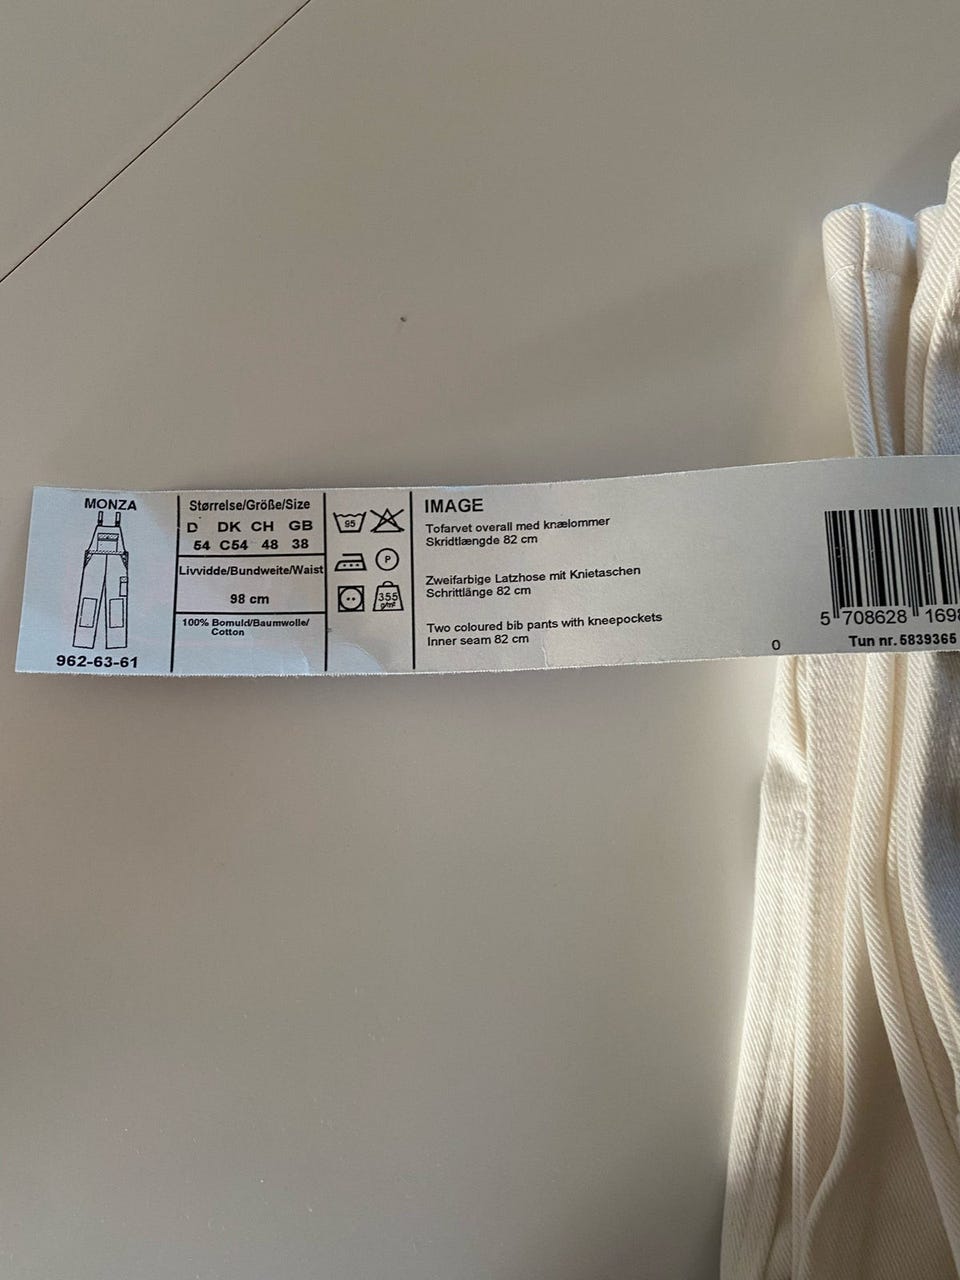 MONZA
962-63-61
Størrelse/Größe/Size
D DK CH GB
54 C54 48 38
Livvidde/Bundweite/Waist
98 cm
100% Bomuld/Baumwolle/
Cotton
95
P
355
g/m²
IMAGE
Tofarvet overall med knælommer
Skridtlængde 82 cm
Zweifarbige Latzhose mit Knietaschen
Schrittlänge 82 cm
Two coloured bib pants with kneepockets
Inner seam 82 cm
0
5 708628 1698
Tun nr. 5839365